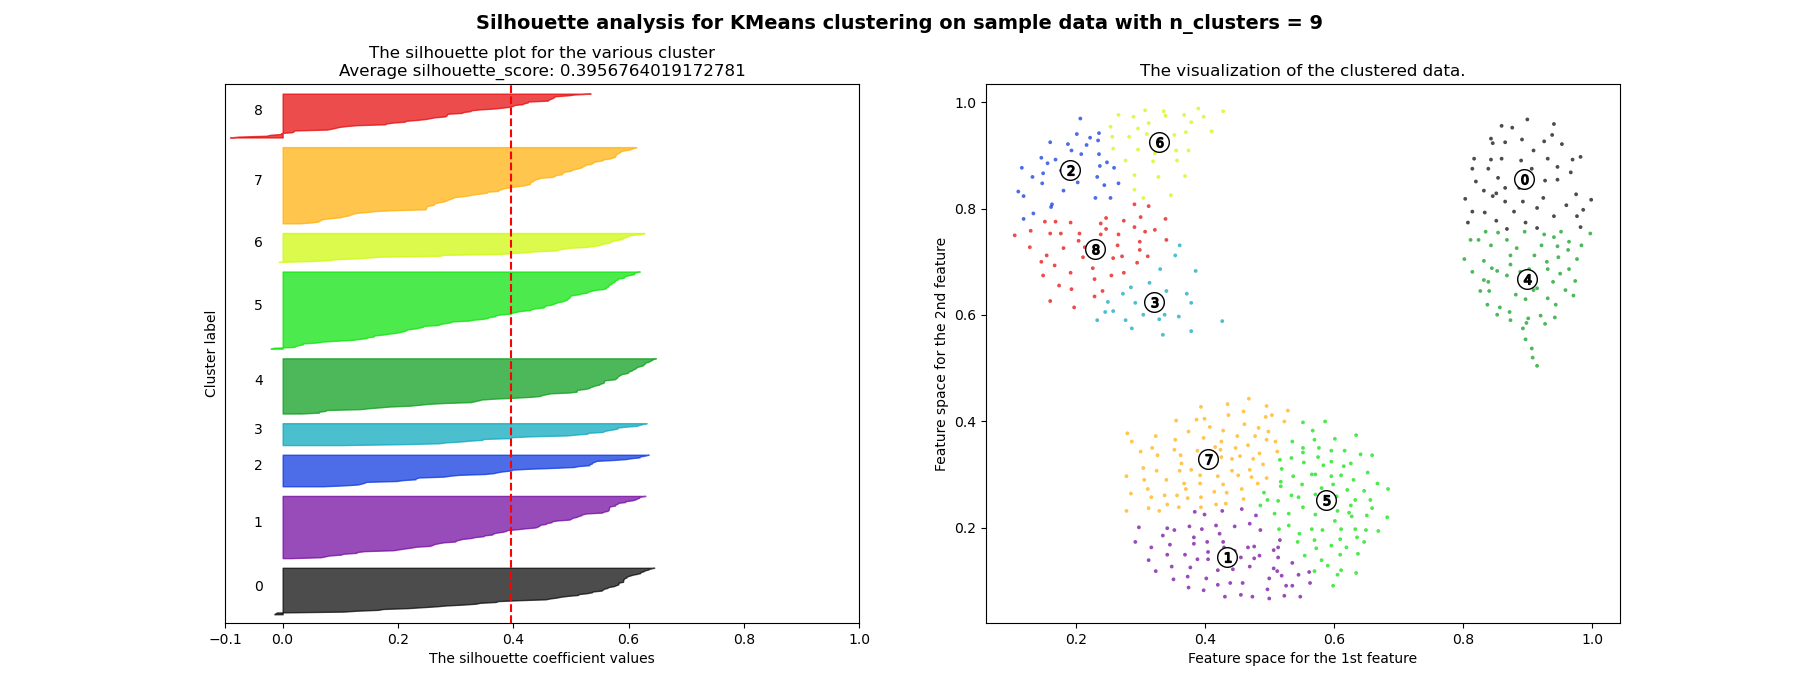 Silhouette analysis for KMeans clustering on sample data with n_clusters = 9
The silhouette plot for the various cluster
Average silhouette_score: 0.3956764019172781
8
7
6
5
4
3
2
1
0
Cluster label
−0.1 0.0 0.2 0.4 0.6 0.8 1.0
The silhouette coefficient values
The visualization of the clustered data.
1.0
0.8
0.6
0.4
0.2
Feature space for the 2nd feature
6
2
0
8
4
3
7
5
1
0.2 0.4 0.6 0.8 1.0
Feature space for the 1st feature